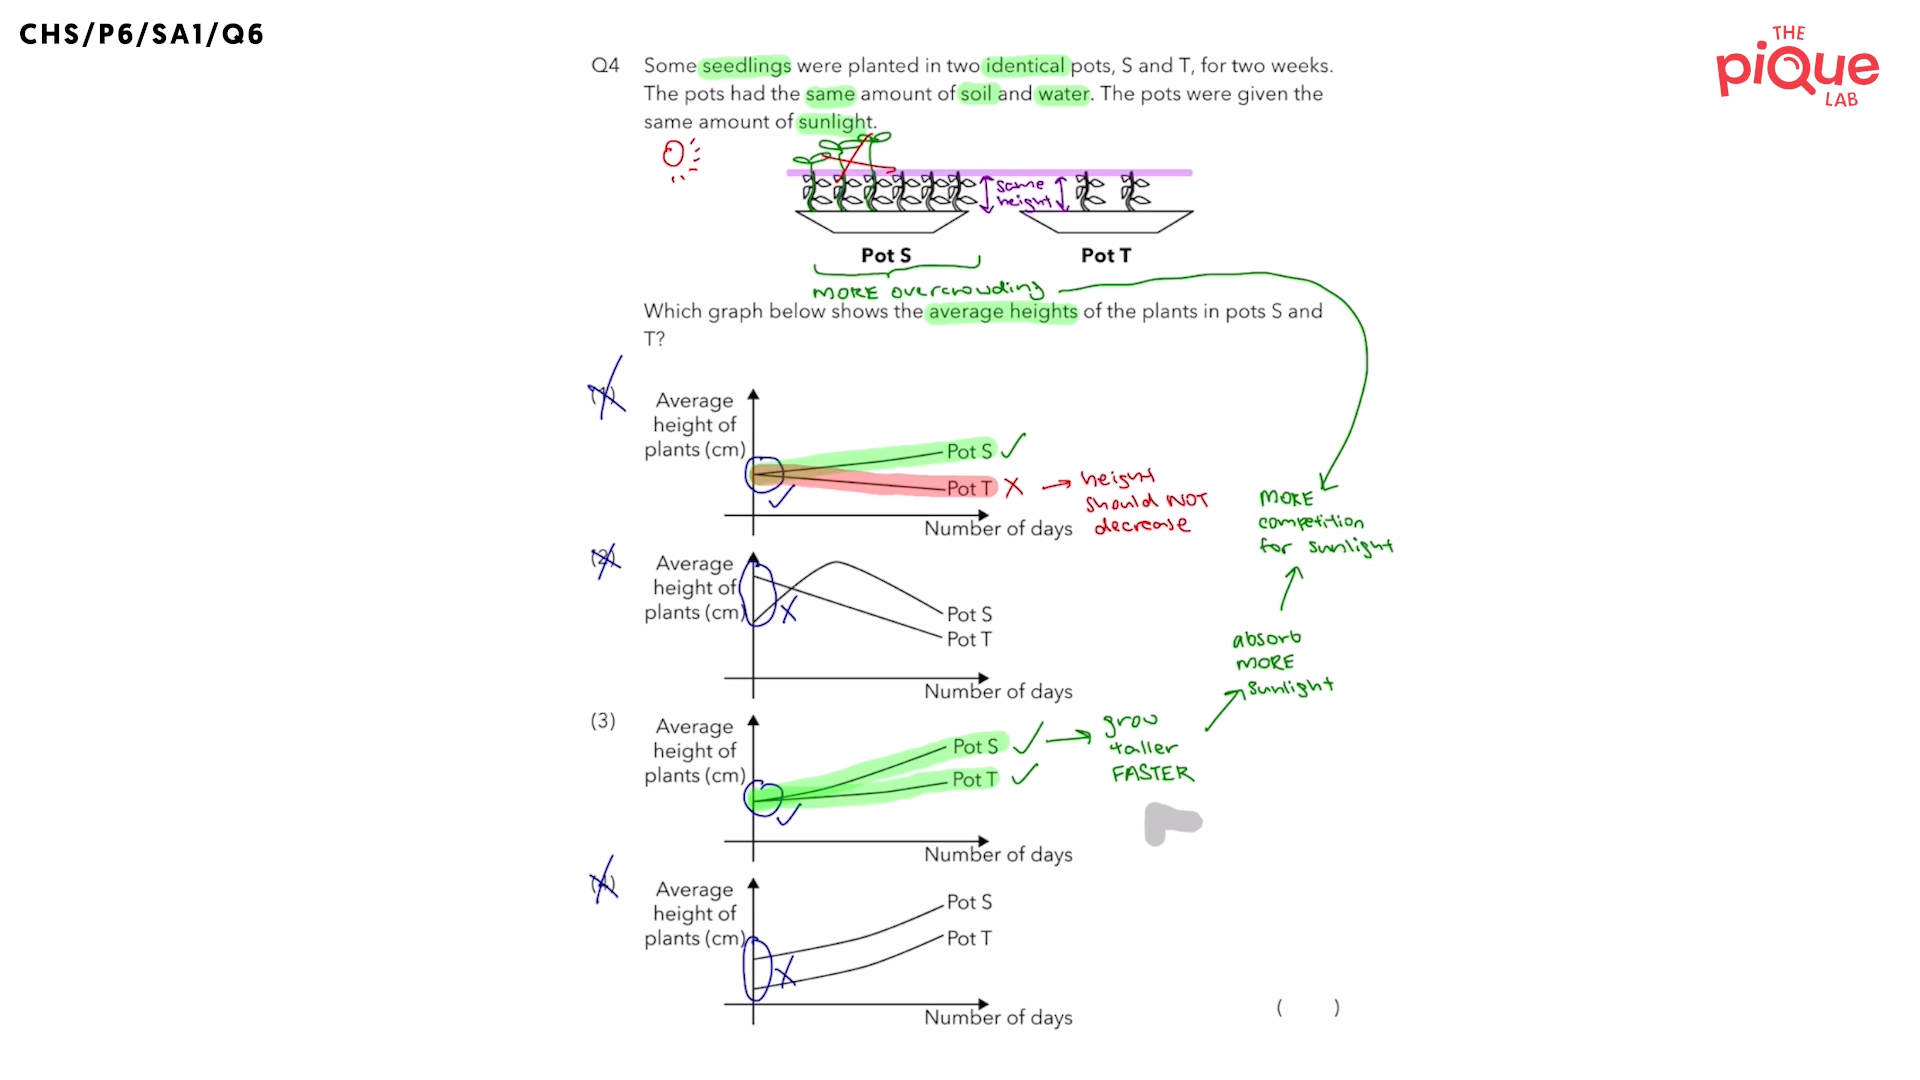 CHS/P6/SA1/Q6
THE
piQue
LAB
Q4 Some seedlings were planted in two identical pots, S and T, for two weeks.
The pots had the same amount of soil and water. The pots were given the
same amount of sunlight.
same
height
Pot S
Pot T
MORE overcrowding
Which graph below shows the average heights of the plants in pots S and
T?
(1)
Average
height of
plants (cm)
Pot S
Pot T
Number of days
height
should NOT
decrease
MORE
competition
for sunlight
(2)
Average
height of
plants (cm)
Pot S
Pot T
Number of days
absorb
MORE
sunlight
(3)
Average
height of
plants (cm)
Pot S
Pot T
Number of days
grow
taller
FASTER
(4)
Average
height of
plants (cm)
Pot S
Pot T
Number of days
( )